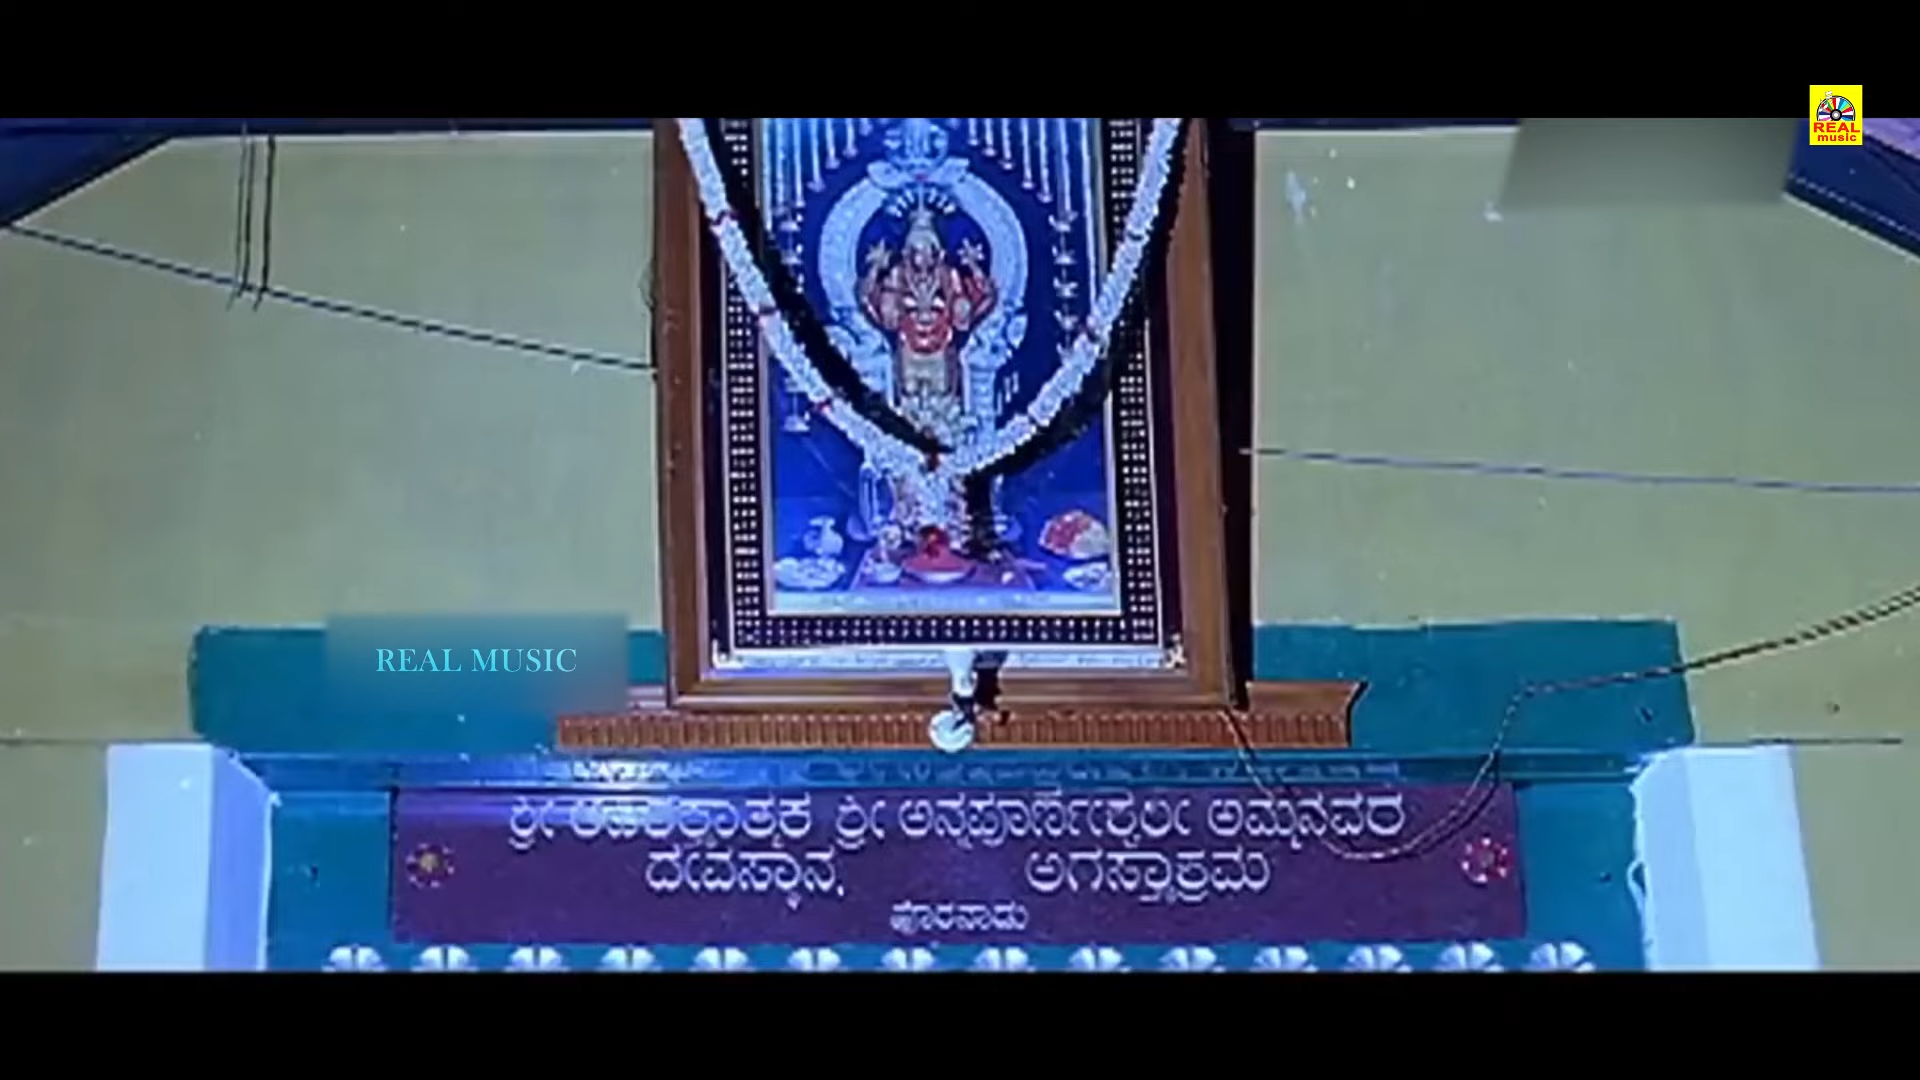 REAL
music
REAL MUSIC
ಶ್ರೀ ಶ್ರೀ ಅನ್ನಪೂರ್ಣೇಶ್ವರೀ ಅಮ್ಮನವರ
ದೇವಸ್ಥಾನ, ಅಗಸ್ತ್ಯಾಶ್ರಮ
ಹೊರನಾಡು